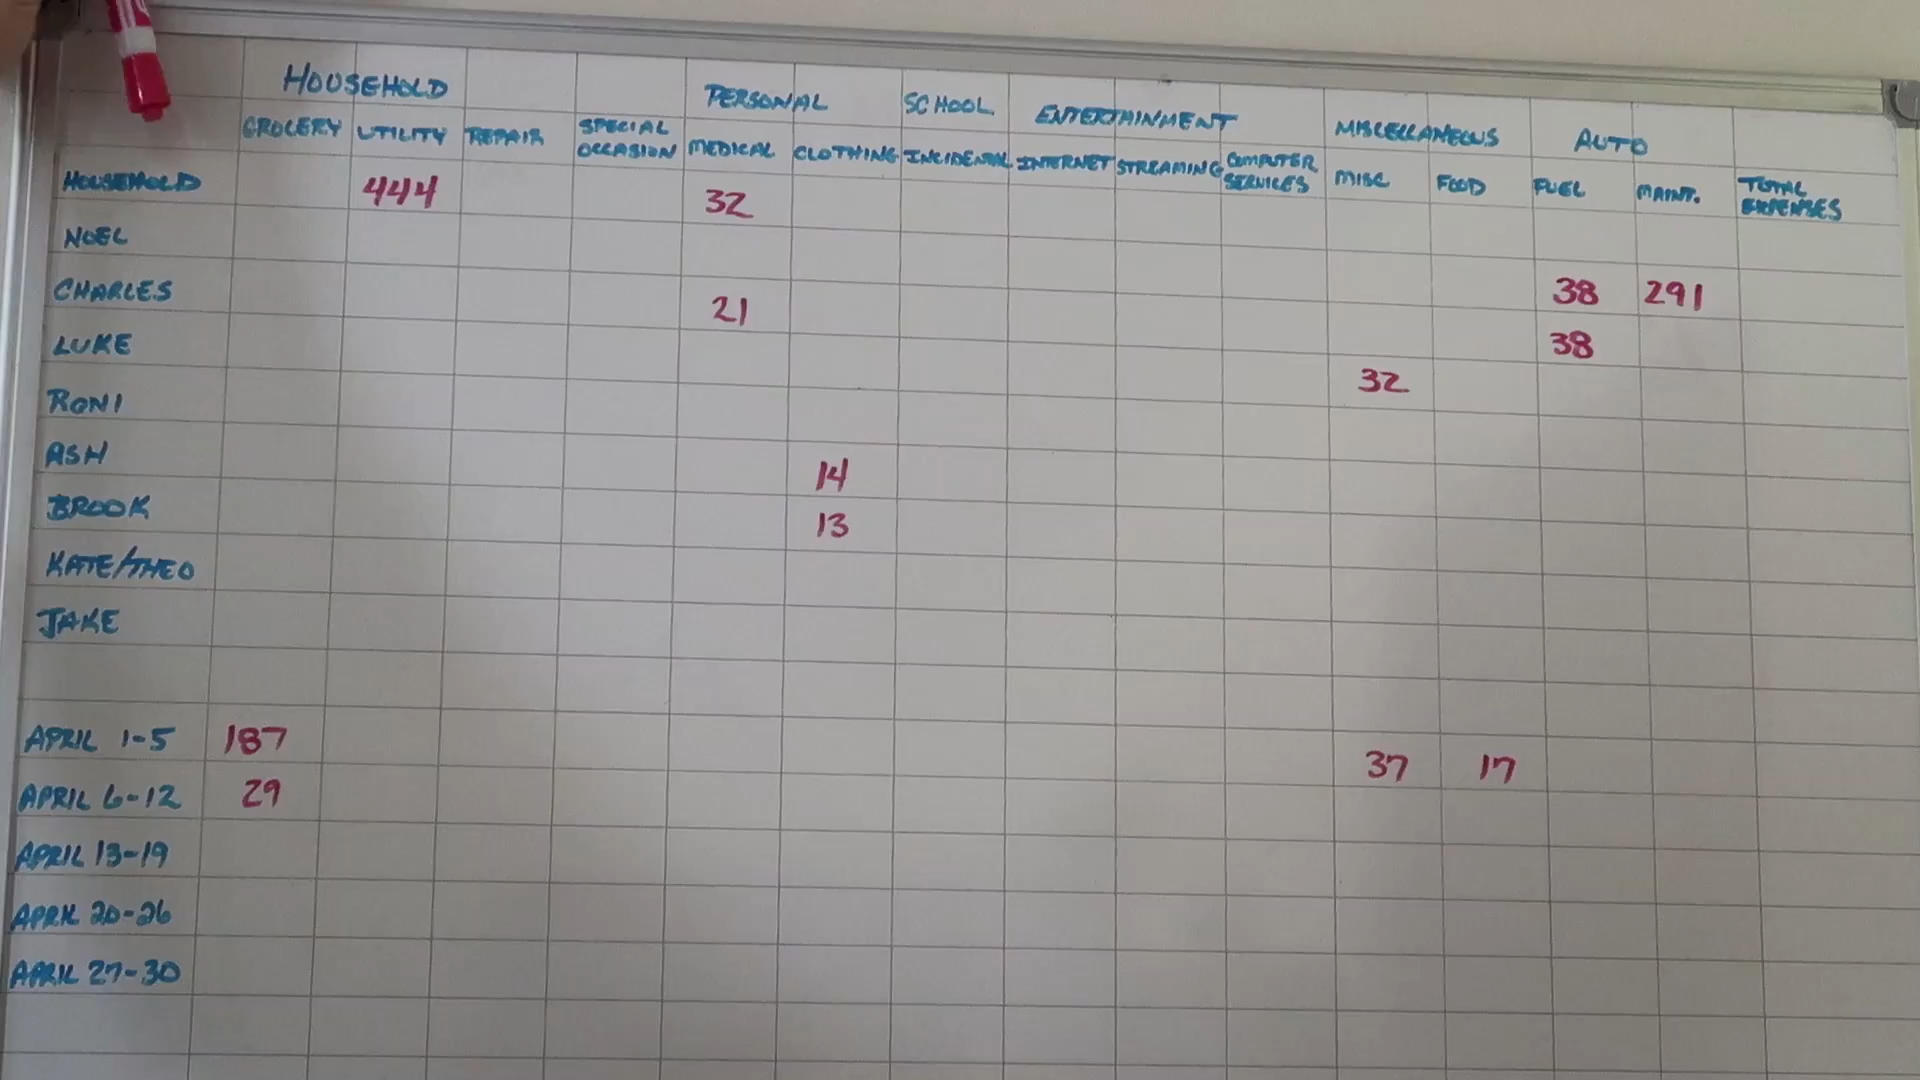 HOUSEHOLD PERSONAL SCHOOL ENTERTAINMENT MISCELLANEOUS AUTO
GROCERY UTILITY REPAIR SPECIAL OCCASION MEDICAL CLOTHING INCIDENTAL INTERNET STREAMING COMPUTER SERVICES MISC FOOD FUEL MAINT. TOTAL EXPENSES
HOUSEHOLD 444 32
NOEL 38 291
CHARLES 21 38
LUKE 32
RONI
ASH 14
BROOK 13
KATE/THEO
JAKE
APRIL 1-5 187 37 17
APRIL 6-12 29
APRIL 13-19
APRIL 20-26
APRIL 27-30